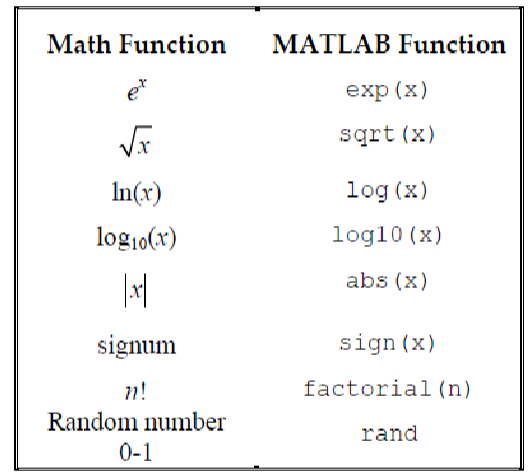 Math Function MATLAB Function
eˣ exp(x)
√x sqrt(x)
ln(x) log(x)
log₁₀(x) log10(x)
|x| abs(x)
signum sign(x)
n! factorial(n)
Random number
0-1 rand